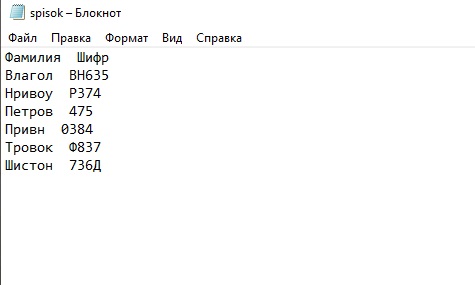 spisok – Блокнот
Файл Правка Формат Вид Справка
Фамилия Шифр
Влагол ВН635
Нривоу Р374
Петров 475
Привн 0384
Тровок Ф837
Шистон 736Д